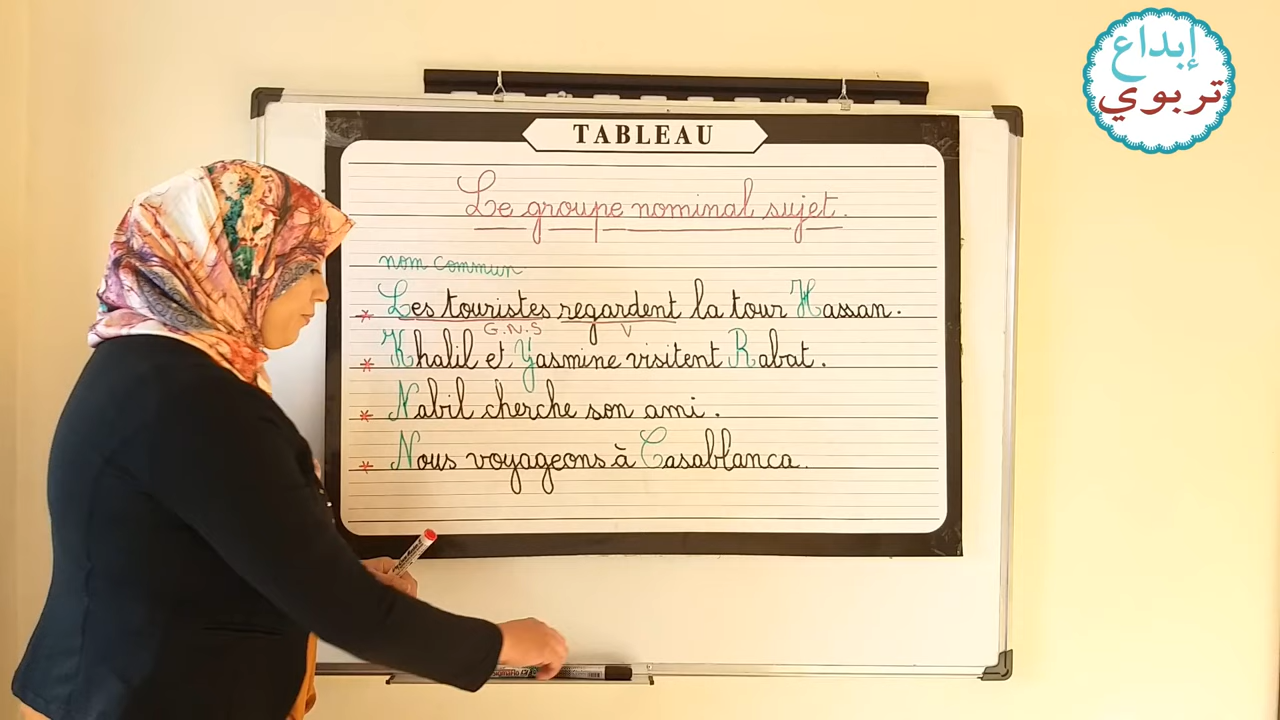 إبداع
تربوي
TABLEAU
Le groupe nominal sujet.
nom commun
* Les touristes regardent la tour Hassan.
G.N.S V
* Khalil et Yasmine visitent Rabat.
* Nabil cherche son ami.
* Nous voyageons à Casablanca.